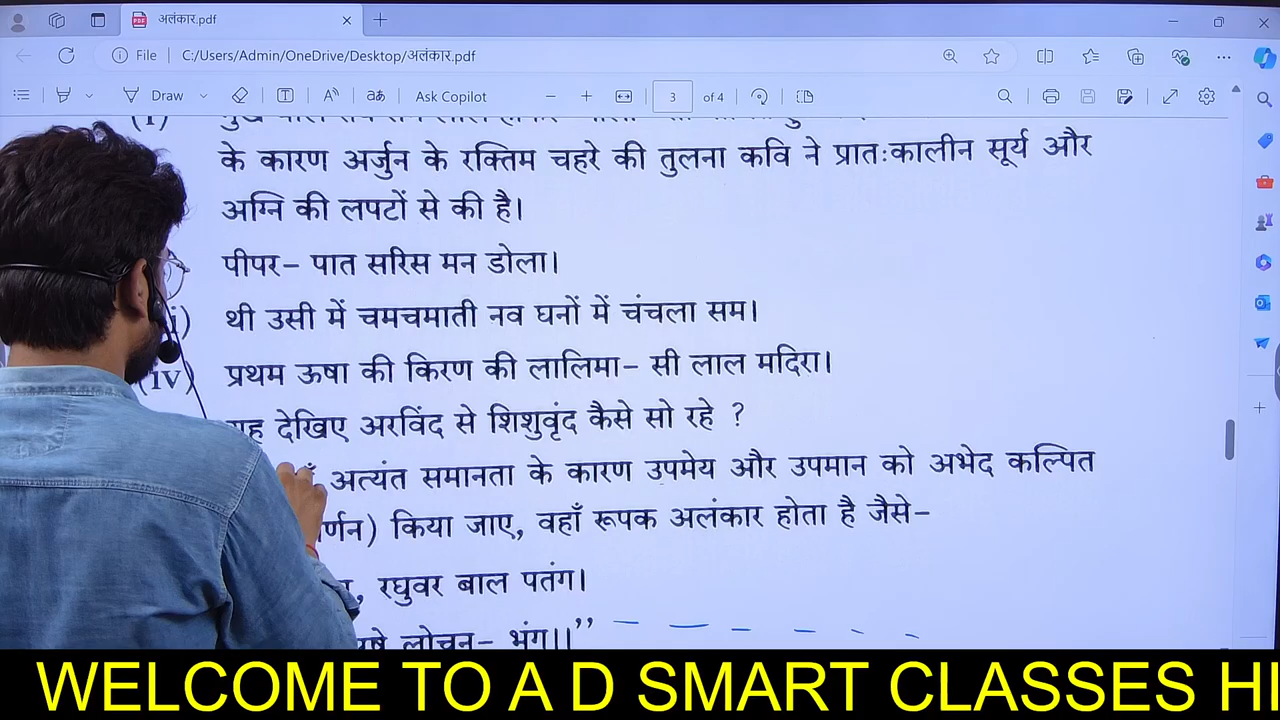 अलंकार.pdf
File C:/Users/Admin/OneDrive/Desktop/अलंकार.pdf
Draw Ask Copilot 3 of 4
के कारण अर्जुन के रक्तिम चहरे की तुलना कवि ने प्रातःकालीन सूर्य और
अग्नि की लपटों से की है।
पीपर- पात सरिस मन डोला।
थी उसी में चमचमाती नव घनों में चंचला सम।
(iv) प्रथम ऊषा की किरण की लालिमा- सी लाल मदिरा।
देखिए अरविंद से शिशुवृंद कैसे सो रहे ?
अत्यंत समानता के कारण उपमेय और उपमान को अभेद कल्पित
किया जाए, वहाँ रूपक अलंकार होता है जैसे-
, रघुवर बाल पतंग।
लोचन- भृंग।।”
WELCOME TO A D SMART CLASSES